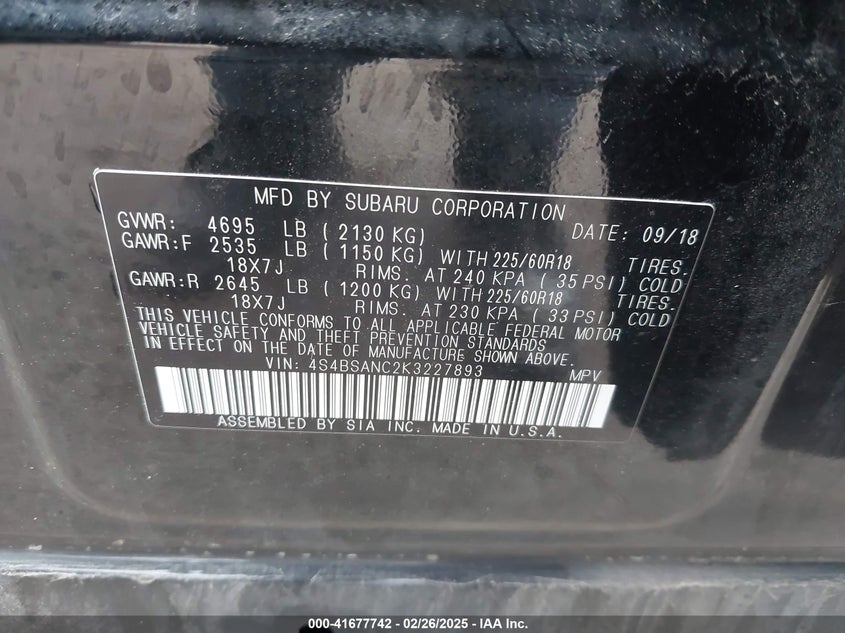 MFD BY SUBARU CORPORATION
GVWR: 4695 LB ( 2130 KG) DATE: 09/18
GAWR:F 2535 LB ( 1150 KG) WITH 225/60R18 TIRES.
18X7J RIMS. AT 240 KPA ( 35 PSI) COLD
GAWR:R 2645 LB ( 1200 KG) WITH 225/60R18 TIRES.
18X7J RIMS. AT 230 KPA ( 33 PSI) COLD
THIS VEHICLE CONFORMS TO ALL APPLICABLE FEDERAL MOTOR
VEHICLE SAFETY AND THEFT PREVENTION STANDARDS
IN EFFECT ON THE DATE OF MANUFACTURE SHOWN ABOVE.
VIN: 4S4BSANC2K3227893 MPV
ASSEMBLED BY SIA INC. MADE IN U.S.A.
000-41677742 - 02/26/2025 - IAA Inc.